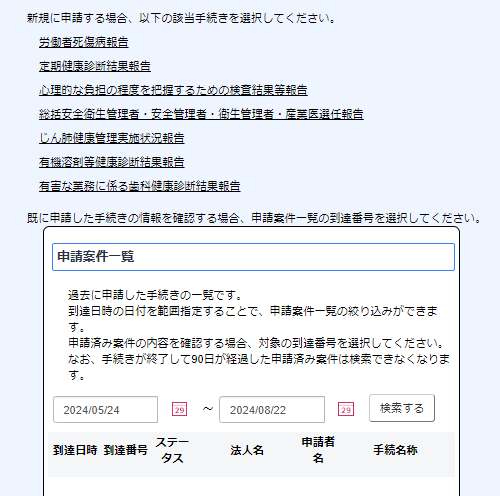 新規に申請する場合、以下の該当手続きを選択してください。
労働者死傷病報告
定期健康診断結果報告
心理的な負担の程度を把握するための検査結果等報告
総括安全衛生管理者・安全管理者・衛生管理者・産業医選任報告
じん肺健康管理実施状況報告
有機溶剤等健康診断結果報告
有害な業務に係る歯科健康診断結果報告
既に申請した手続きの情報を確認する場合、申請案件一覧の到達番号を選択してください。
申請案件一覧
過去に申請した手続きの一覧です。
到達日時の日付を範囲指定することで、申請案件一覧の絞り込みができま
す。
申請済み案件の内容を確認する場合、対象の到達番号を選択してください。
なお、手続きが終了して90日が経過した申請済み案件は検索できなくなりま
す。
2024/05/24 29 ～ 2024/08/22 29 検索する
到達日時 到達番号 ステー
タス 法人名 申請者
名 手続名称